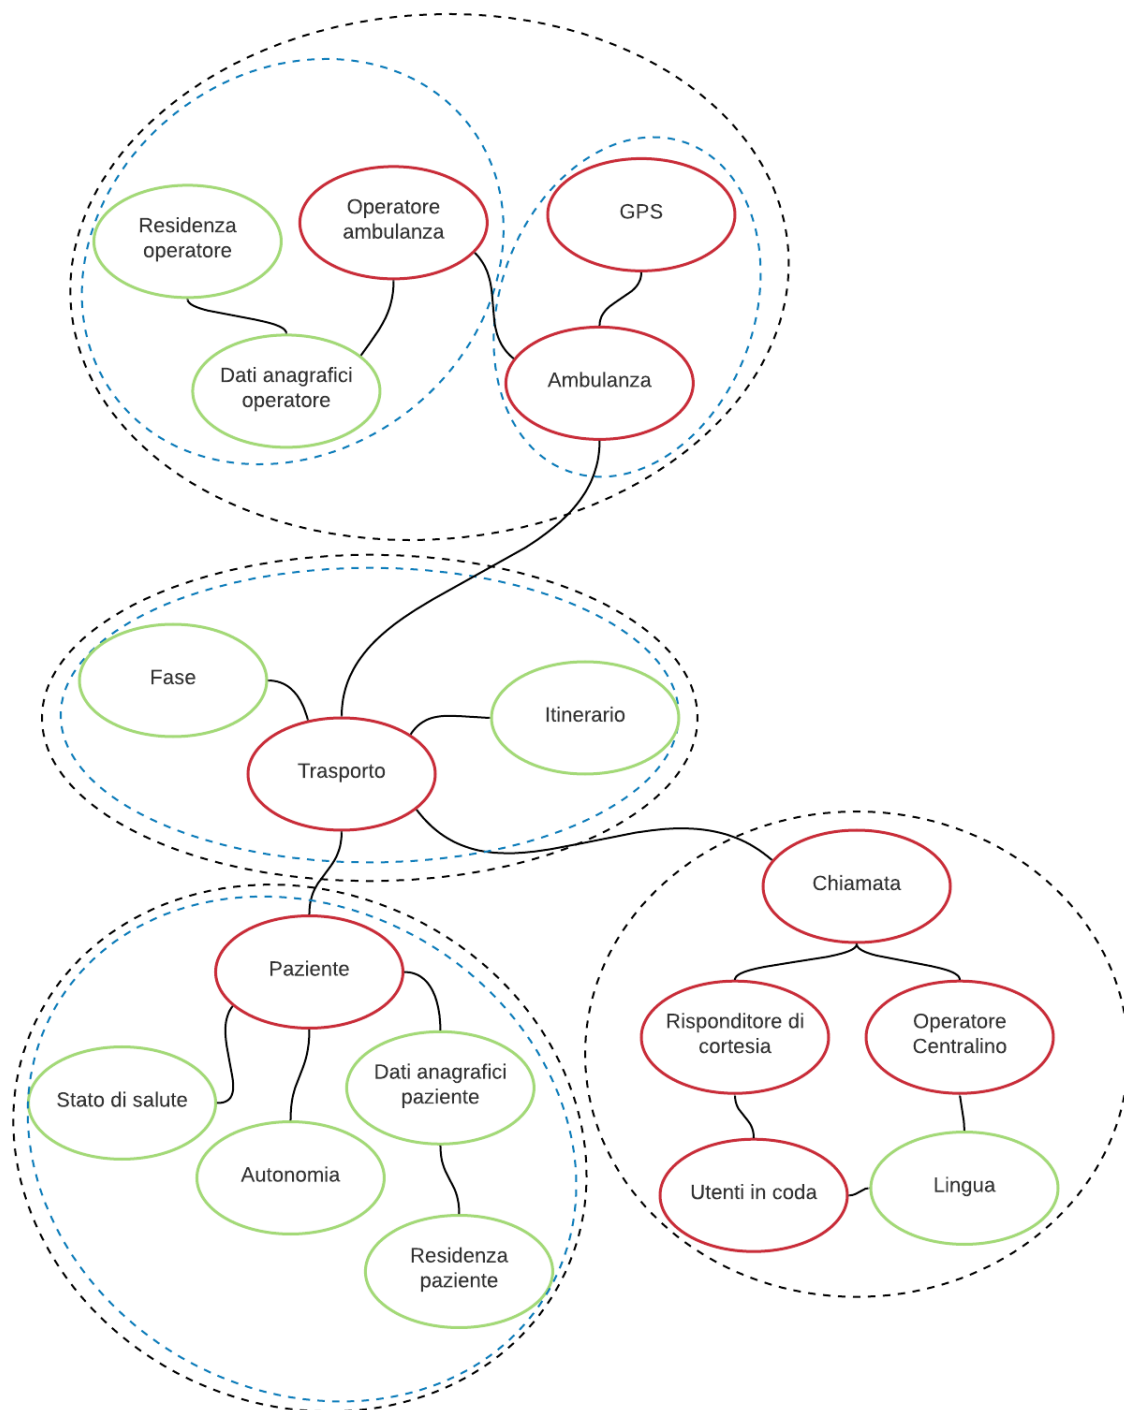 Residenza
operatore
Operatore
ambulanza
GPS
Dati anagrafici
operatore
Ambulanza
Fase
Itinerario
Trasporto
Chiamata
Paziente
Risponditore di
cortesia
Operatore
Centralino
Stato di salute
Dati anagrafici
paziente
Autonomia
Utenti in coda
Lingua
Residenza
paziente